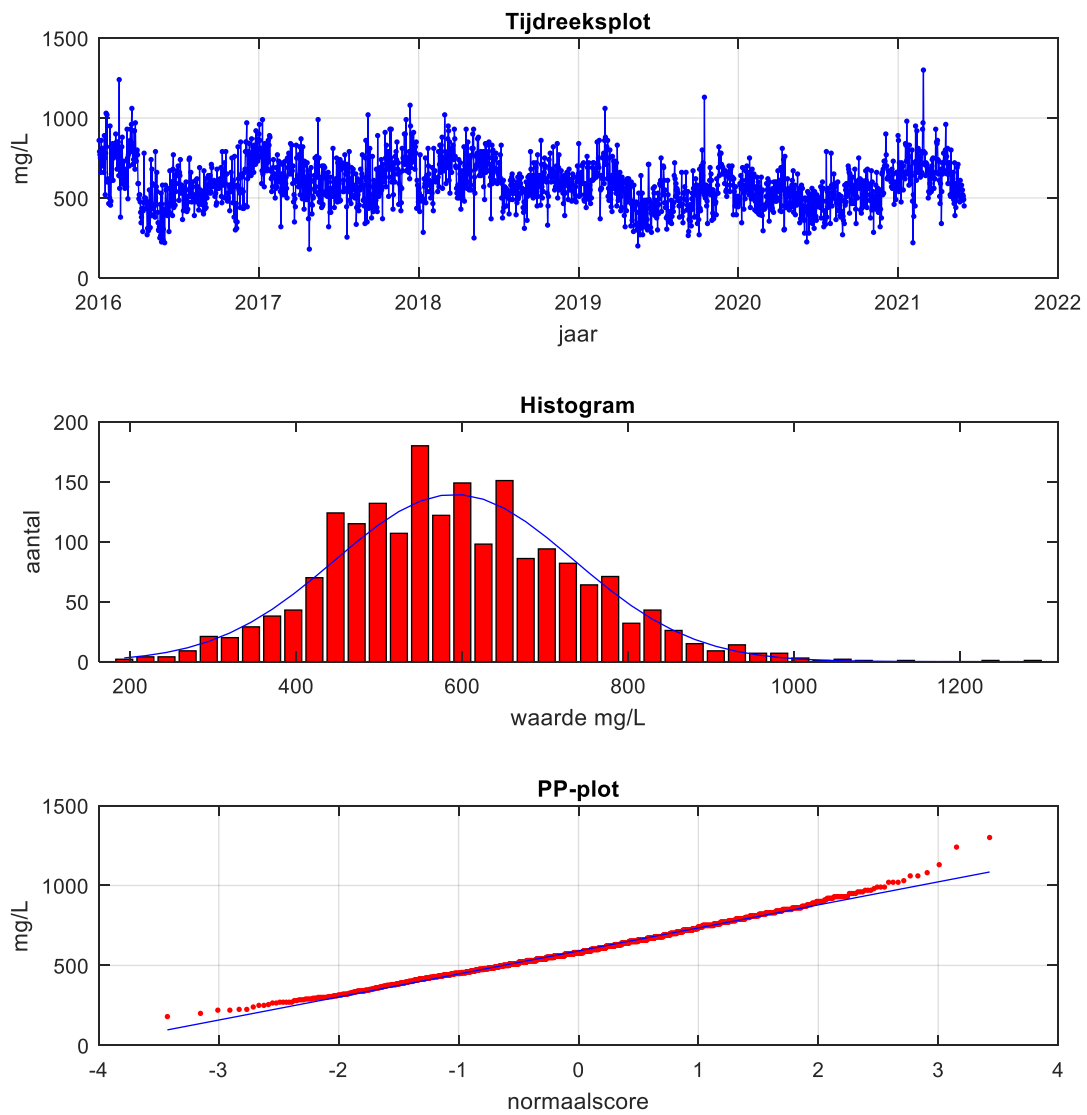 Tijdreeksplot
1500
1000
500
0
mg/L
2016 2017 2018 2019 2020 2021 2022
jaar
Histogram
200
150
100
50
0
aantal
200 400 600 800 1000 1200
waarde mg/L
PP-plot
1500
1000
500
0
mg/L
-4 -3 -2 -1 0 1 2 3 4
normaalscore